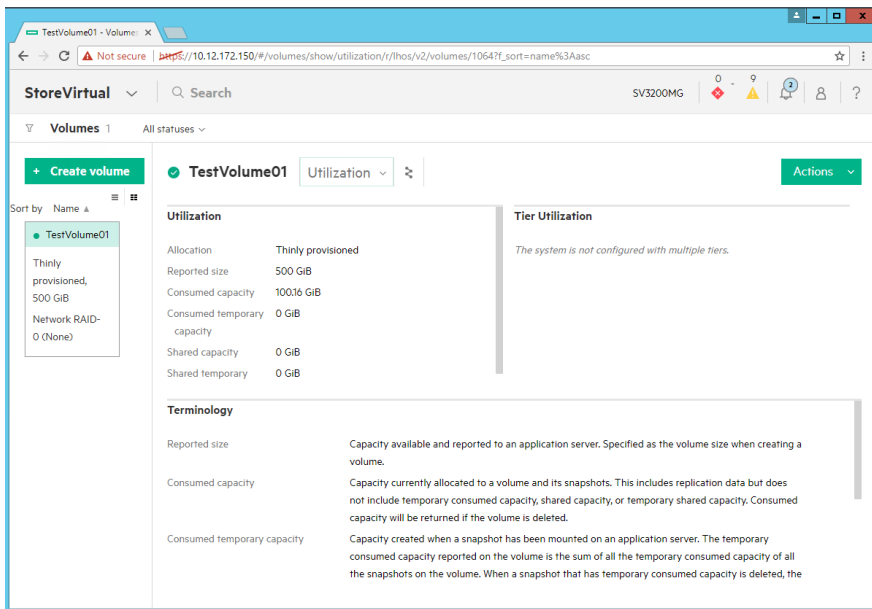 TestVolume01 - Volume
Not secure https://10.12.172.150/#/volumes/show/utilization/r/lhos/v2/volumes/1064?f_sort=name%3Aasc
StoreVirtual Search SV3200MG 0 9 2 ?
Volumes 1 All statuses
+ Create volume
Sort by Name
TestVolume01
Thinly
provisioned,
500 GiB
Network RAID-
0 (None)
TestVolume01 Utilization Actions
Utilization
Allocation Thinly provisioned
Reported size 500 GiB
Consumed capacity 100.16 GiB
Consumed temporary 0 GiB
capacity
Shared capacity 0 GiB
Shared temporary 0 GiB
Tier Utilization
The system is not configured with multiple tiers.
Terminology
Reported size Capacity available and reported to an application server. Specified as the volume size when creating a
volume.
Consumed capacity Capacity currently allocated to a volume and its snapshots. This includes replication data but does
not include temporary consumed capacity, shared capacity, or temporary shared capacity. Consumed
capacity will be returned if the volume is deleted.
Consumed temporary capacity Capacity created when a snapshot has been mounted on an application server. The temporary
consumed capacity reported on the volume is the sum of all the temporary consumed capacity of all
the snapshots on the volume. When a snapshot that has temporary consumed capacity is deleted, the